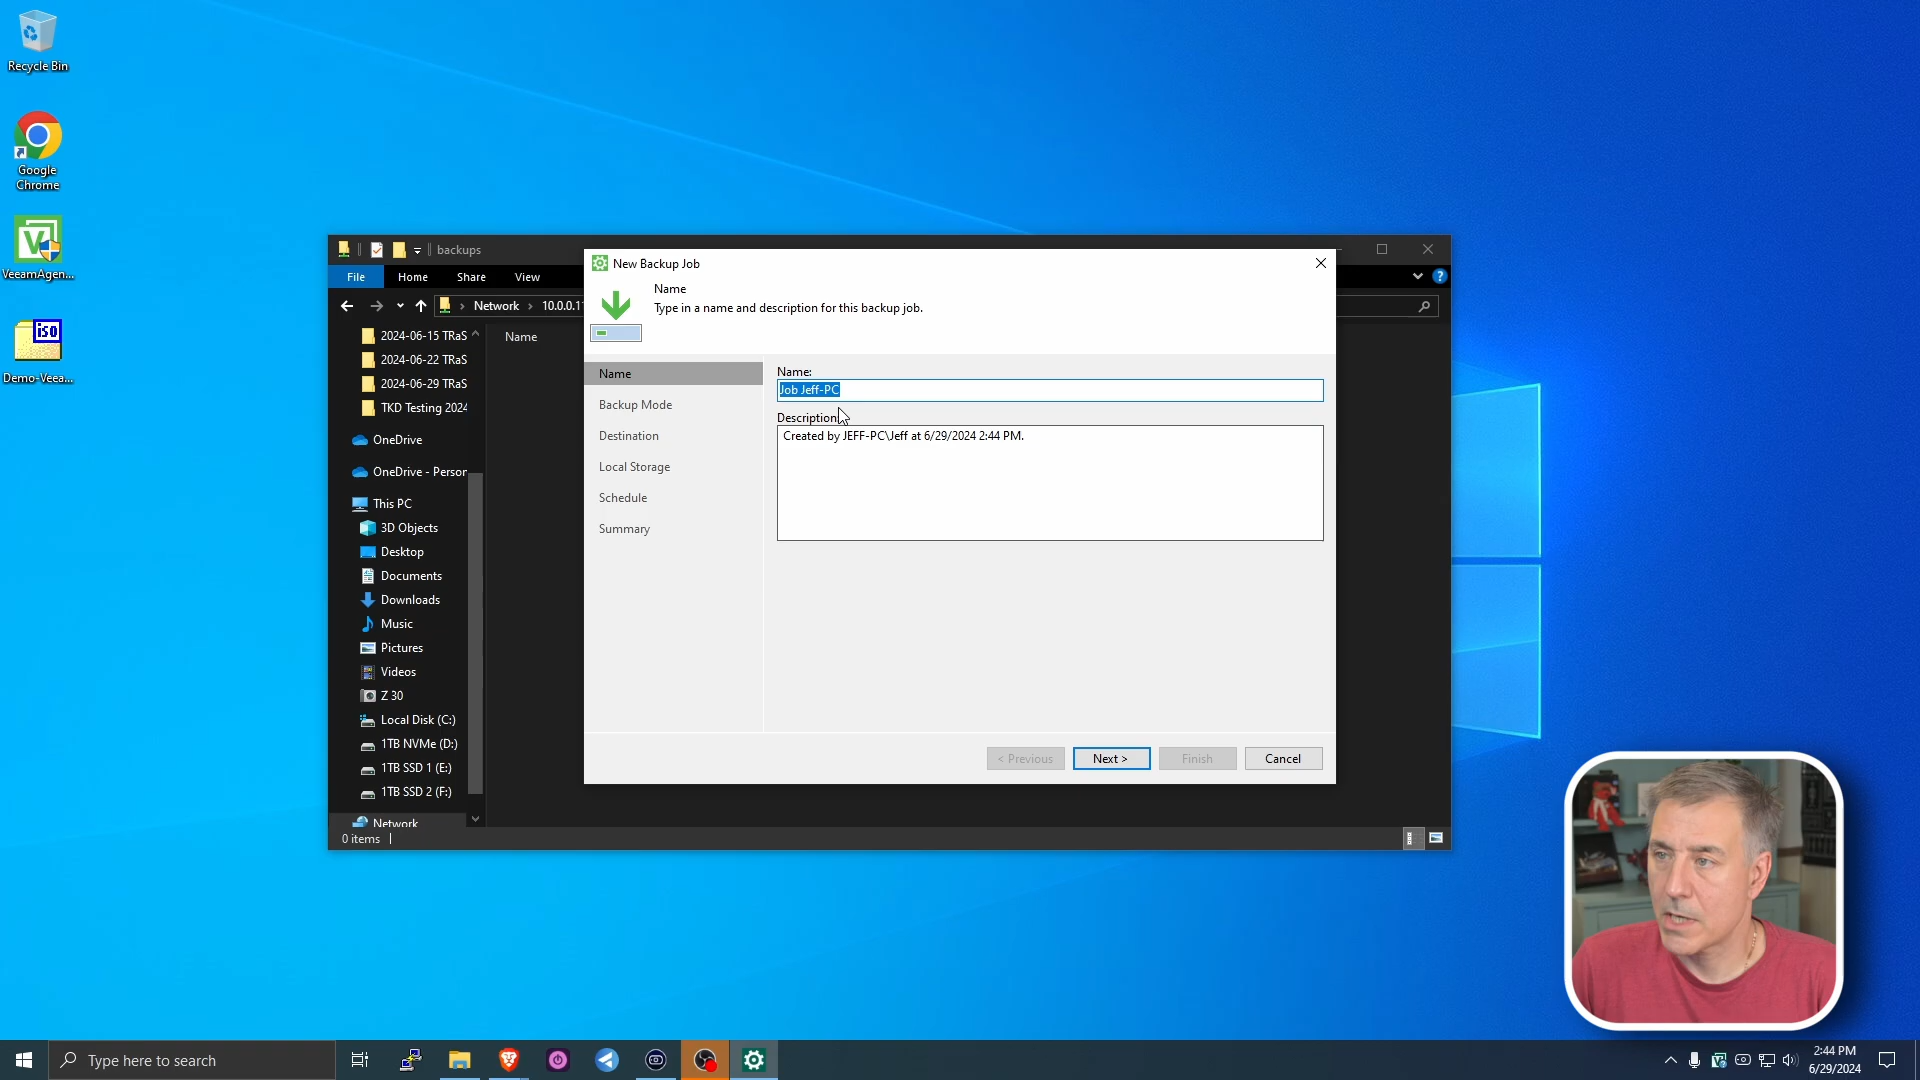 Recycle Bin
Google
Chrome
VeeamAgen...
Demo-Veea...
backups
File
Home
Share
View
Network
10.0.0.1
2024-06-15 TRaS
2024-06-22 TRaS
2024-06-29 TRaS
TKD Testing 2024
OneDrive
OneDrive - Person
This PC
3D Objects
Desktop
Documents
Downloads
Music
Pictures
Videos
Z 30
Local Disk (C:)
1TB NVMe (D:)
1TB SSD 1 (E:)
1TB SSD 2 (F:)
Network
0 items
Name
New Backup Job
Name
Type in a name and description for this backup job.
Name
Backup Mode
Destination
Local Storage
Schedule
Summary
Name:
Job Jeff-PC
Description:
Created by JEFF-PC\Jeff at 6/29/2024 2:44 PM.
< Previous
Next >
Finish
Cancel
iso
Type here to search
2:44 PM
6/29/2024